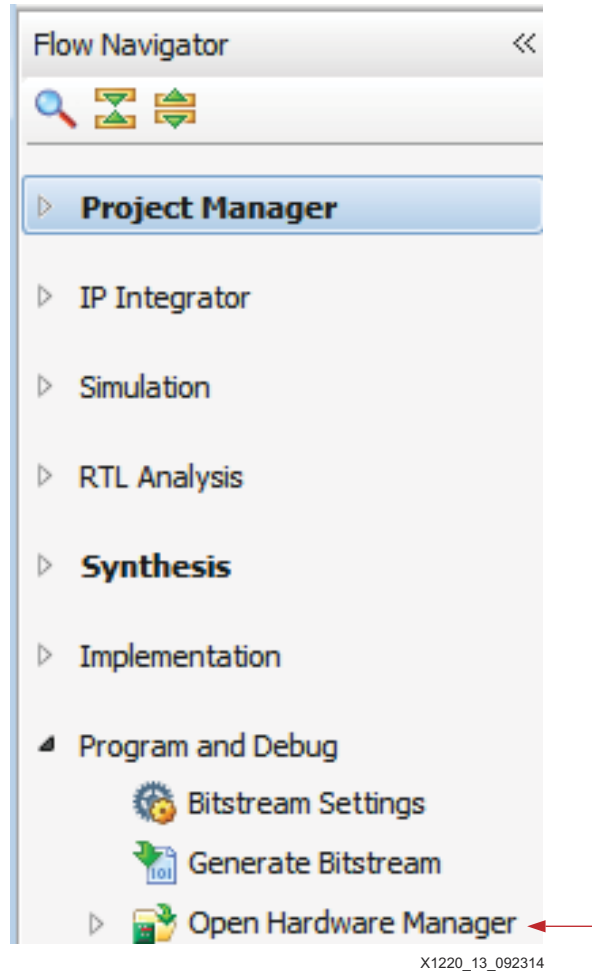 Flow Navigator
Project Manager
IP Integrator
Simulation
RTL Analysis
Synthesis
Implementation
Program and Debug
Bitstream Settings
101
Generate Bitstream
Open Hardware Manager
X1220_13_092314